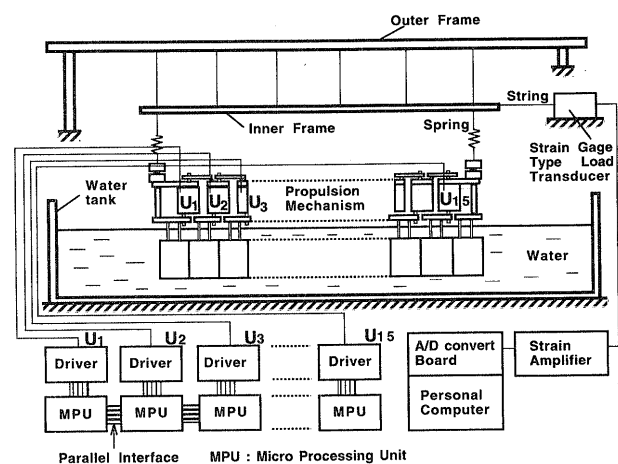 Outer Frame
String
Inner Frame
Spring
Strain Gage
Type Load
Transducer
Water
tank
U1
U2
U3
Propulsion
Mechanism
U15
Water
U1
U2
U3
U15
Driver
Driver
Driver
Driver
A/D convert
Board
Strain
Amplifier
MPU
MPU
MPU
MPU
Personal
Computer
Parallel Interface
MPU : Micro Processing Unit